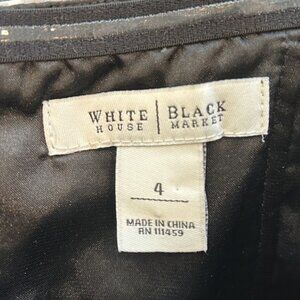 WHITE | BLACK
HOUSE | MARKET
4
MADE IN CHINA
RN 111459